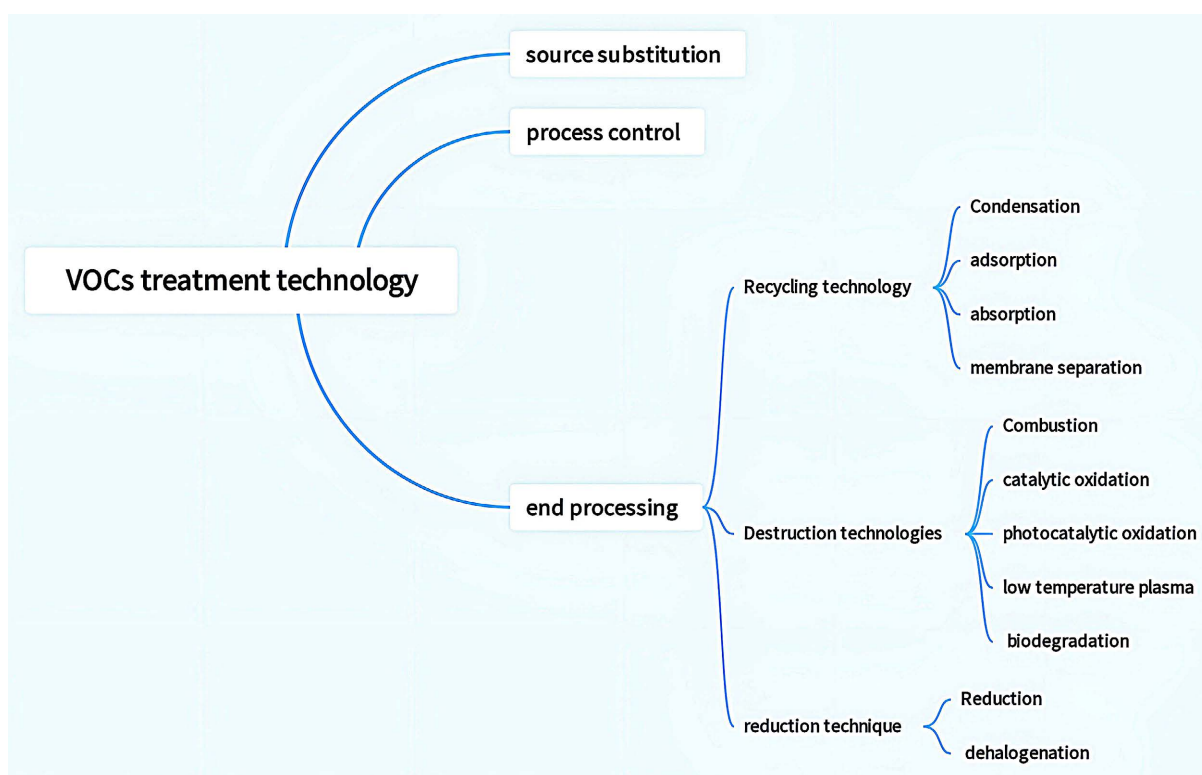 source substitution
process control
VOCs treatment technology
end processing
Recycling technology
Condensation
adsorption
absorption
membrane separation
Destruction technologies
Combustion
catalytic oxidation
photocatalytic oxidation
low temperature plasma
biodegradation
reduction technique
Reduction
dehalogenation